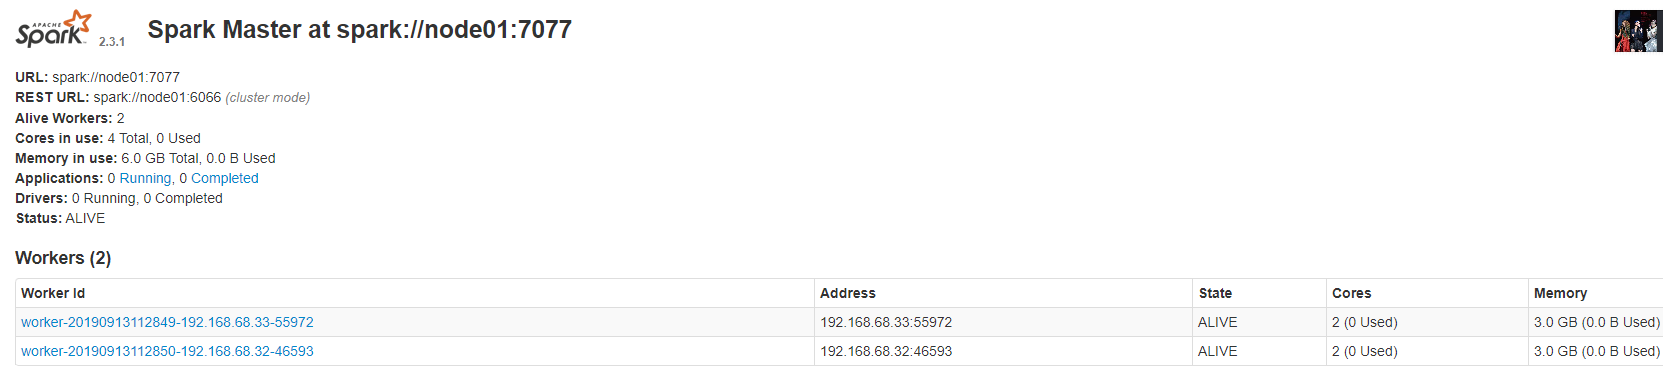 APACHE
Spark 2.3.1 Spark Master at spark://node01:7077
URL: spark://node01:7077
REST URL: spark://node01:6066 (cluster mode)
Alive Workers: 2
Cores in use: 4 Total, 0 Used
Memory in use: 6.0 GB Total, 0.0 B Used
Applications: 0 Running, 0 Completed
Drivers: 0 Running, 0 Completed
Status: ALIVE
Workers (2)
Worker Id Address State Cores Memory
worker-20190913112849-192.168.68.33-55972 192.168.68.33:55972 ALIVE 2 (0 Used) 3.0 GB (0.0 B Used)
worker-20190913112850-192.168.68.32-46593 192.168.68.32:46593 ALIVE 2 (0 Used) 3.0 GB (0.0 B Used)